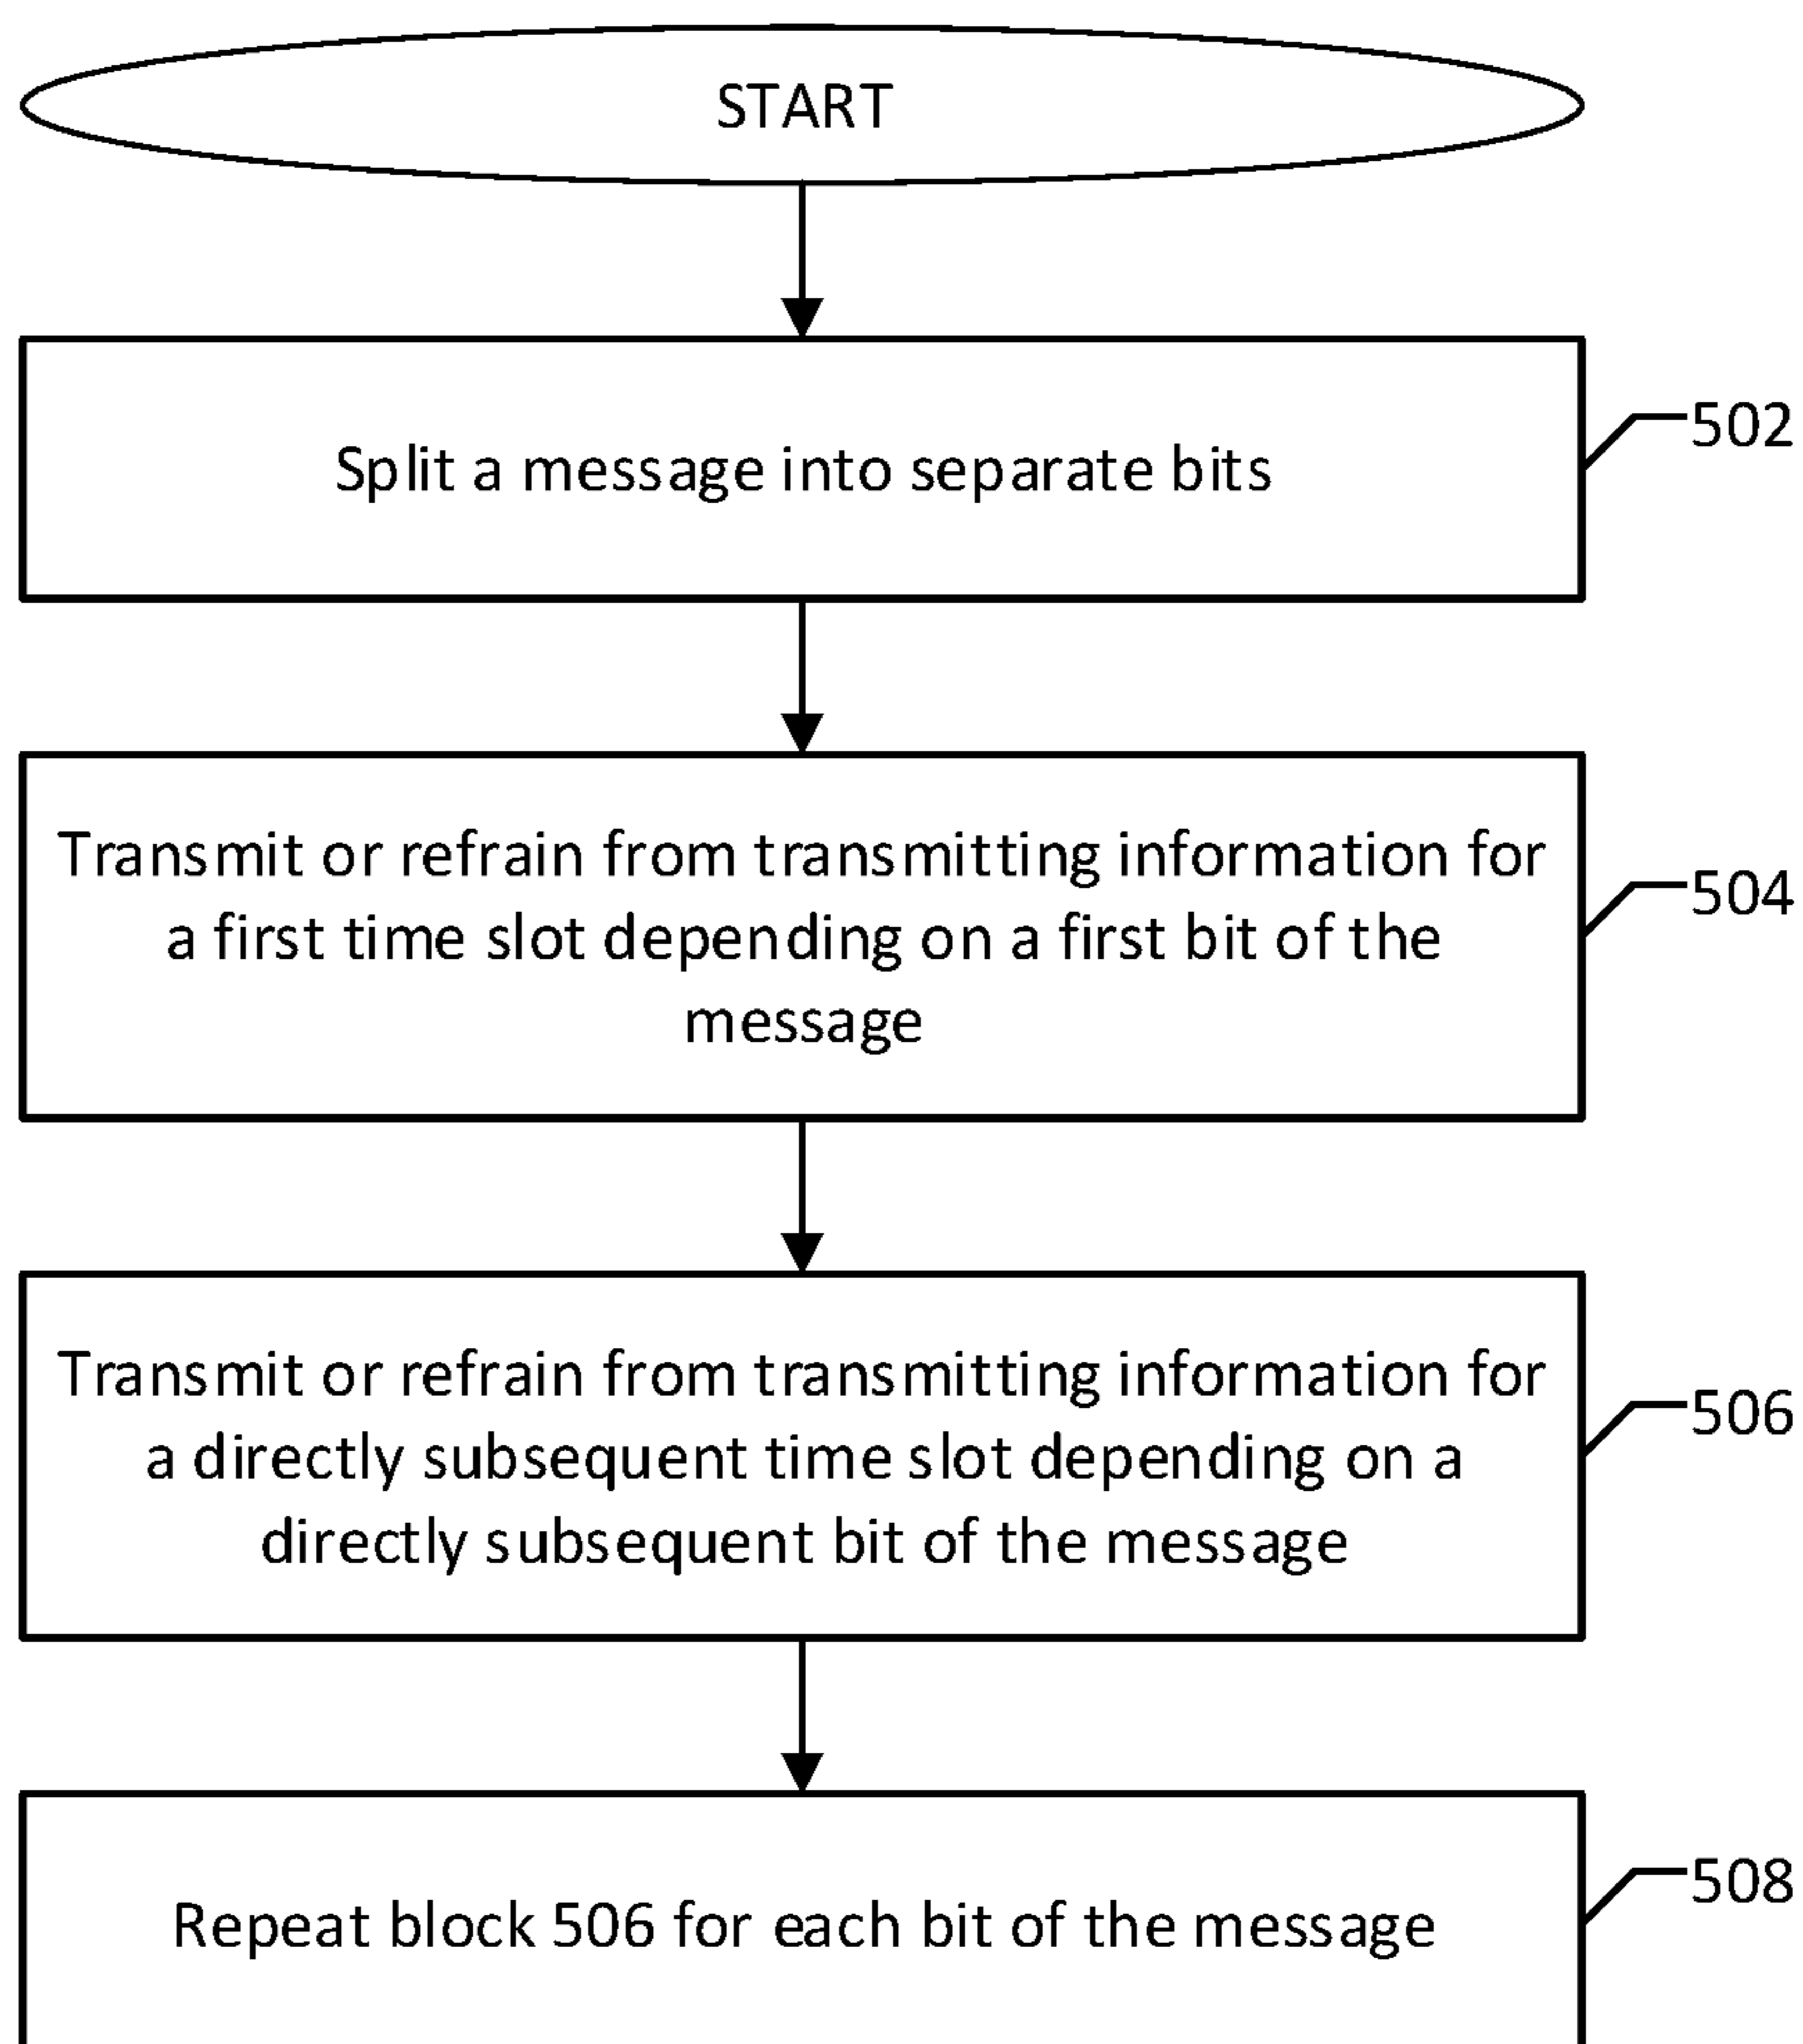 START
Split a message into separate bits
502
Transmit or refrain from transmitting information for
a first time slot depending on a first bit of the
message
504
Transmit or refrain from transmitting information for
a directly subsequent time slot depending on a
directly subsequent bit of the message
506
Repeat block 506 for each bit of the message
508